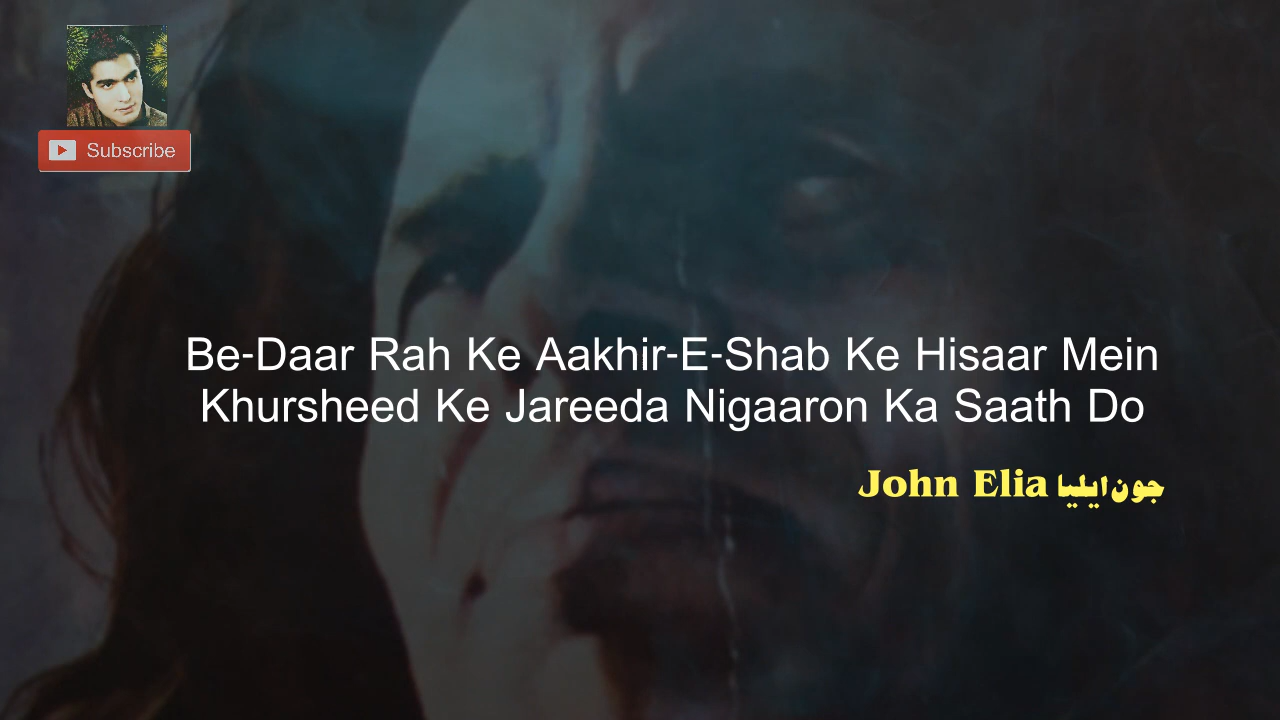 Subscribe
Be-Daar Rah Ke Aakhir-E-Shab Ke Hisaar Mein
Khursheed Ke Jareeda Nigaaron Ka Saath Do
John Elia جون ایلیا